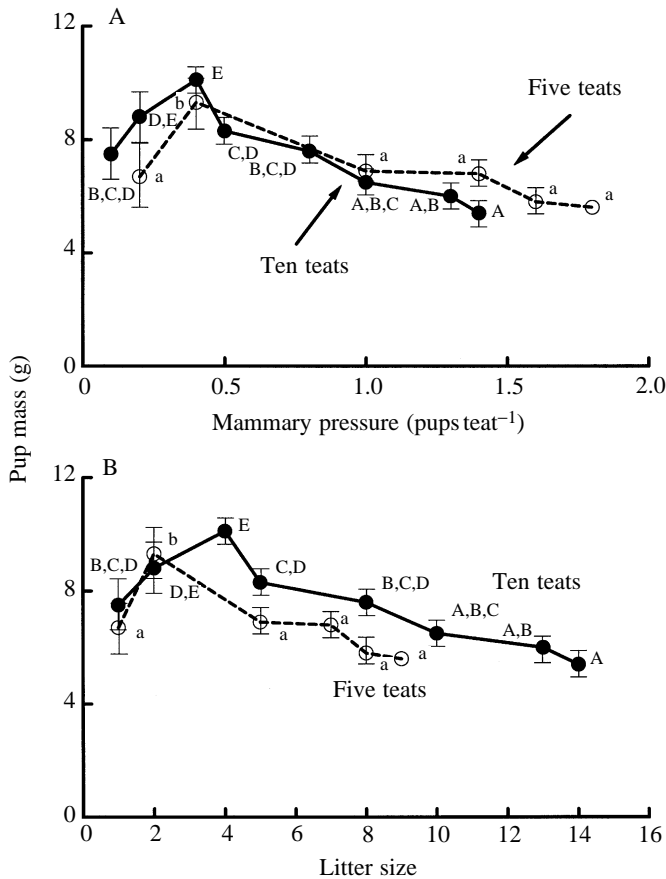 A
12
8
4
0
E
b
D,E
a
B,C,D
C,D
B,C,D
a
A,B,C
A,B
a
A
a
a
Five teats
Ten teats
0
0.5
1.0
1.5
2.0
Mammary pressure (pups teat−1)
Pup mass (g)
B
12
8
4
0
B,C,D
a
b
D,E
E
C,D
a
a
B,C,D
a
a
A,B,C
A,B
A
Ten teats
Five teats
0
2
4
6
8
10
12
14
16
Litter size